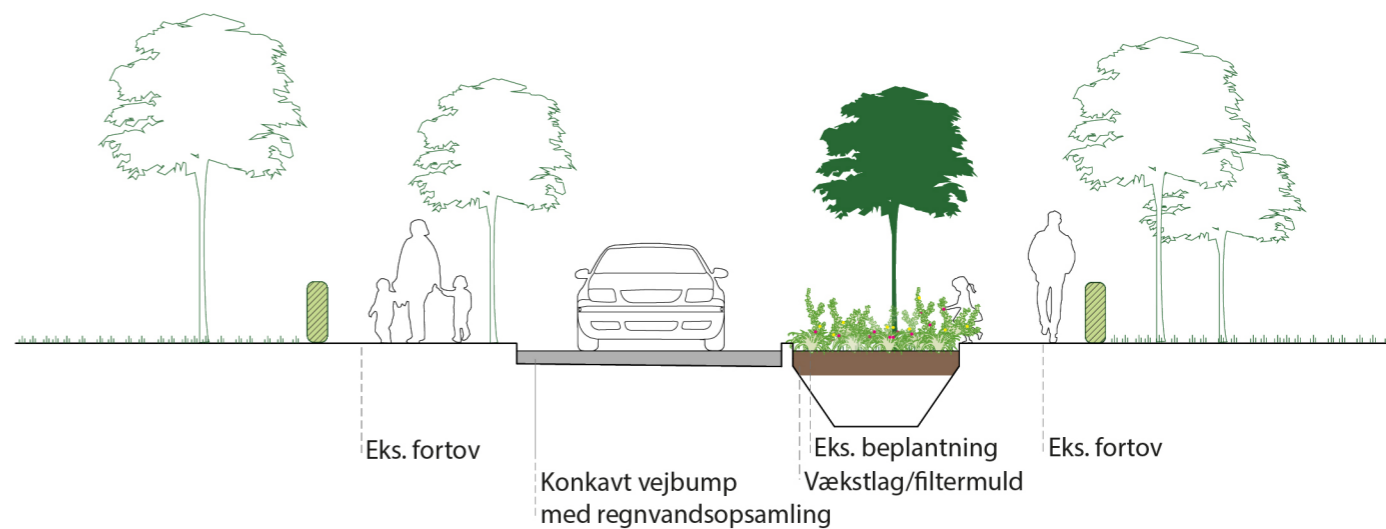 Eks. fortov
Konkavt vejbump
med regnvandsopsamling
Eks. beplantning
Vækstlag/filtermuld
Eks. fortov